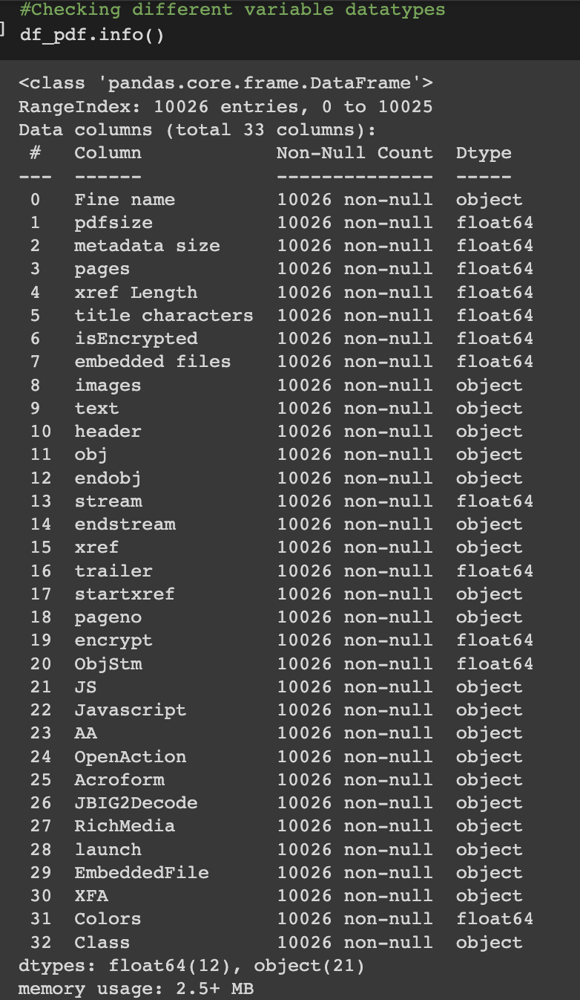 #Checking different variable datatypes
] df_pdf.info()
<class 'pandas.core.frame.DataFrame'>
RangeIndex: 10026 entries, 0 to 10025
Data columns (total 33 columns):
 #   Column            Non-Null Count  Dtype
---  ------            --------------  -----
 0   Fine name         10026 non-null  object
 1   pdfsize           10026 non-null  float64
 2   metadata size     10026 non-null  float64
 3   pages             10026 non-null  float64
 4   xref Length       10026 non-null  float64
 5   title characters  10026 non-null  float64
 6   isEncrypted       10026 non-null  float64
 7   embedded files    10026 non-null  float64
 8   images            10026 non-null  object
 9   text              10026 non-null  object
 10  header            10026 non-null  object
 11  obj               10026 non-null  object
 12  endobj            10026 non-null  object
 13  stream            10026 non-null  float64
 14  endstream         10026 non-null  object
 15  xref              10026 non-null  object
 16  trailer           10026 non-null  float64
 17  startxref         10026 non-null  object
 18  pageno            10026 non-null  object
 19  encrypt           10026 non-null  float64
 20  ObjStm            10026 non-null  float64
 21  JS                10026 non-null  object
 22  Javascript        10026 non-null  object
 23  AA                10026 non-null  object
 24  OpenAction        10026 non-null  object
 25  Acroform          10026 non-null  object
 26  JBIG2Decode       10026 non-null  object
 27  RichMedia         10026 non-null  object
 28  launch            10026 non-null  object
 29  EmbeddedFile      10026 non-null  object
 30  XFA               10026 non-null  object
 31  Colors            10026 non-null  float64
 32  Class             10026 non-null  object
dtypes: float64(12), object(21)
memory usage: 2.5+ MB